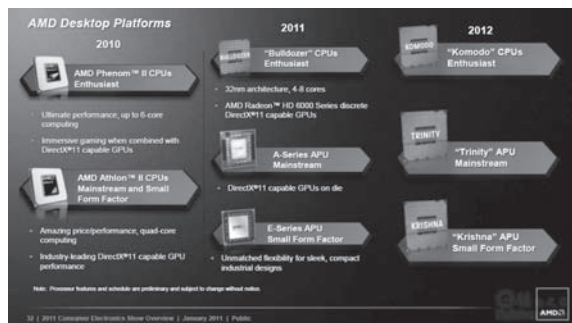 AMD Desktop Platforms
2010
AMD Phenom™ II CPUs
Enthusiast
Ultimate performance, up to 6-core
computing
Immersive gaming when combined with
DirectX®11 capable GPUs
AMD Athlon™ II CPUs
Mainstream and Small
Form Factor
Amazing price/performance, quad-core
computing
Industry-leading DirectX®11 capable GPU
performance
2011
BULLDOZER
"Bulldozer" CPUs
Enthusiast
32nm architecture, 4-8 cores
AMD Radeon™ HD 6000 Series discrete
DirectX®11 capable GPUs
A-Series APU
Mainstream
DirectX®11 capable GPUs on die
E-Series APU
Small Form Factor
Unmatched flexibility for sleek, compact
industrial designs
2012
KOMODO
"Komodo" CPUs
Enthusiast
TRINITY
"Trinity" APU
Mainstream
KRISHNA
"Krishna" APU
Small Form Factor
Note: Processor features and schedule are preliminary and subject to change without notice.
32 | 2011 Consumer Electronics Show Overview | January 2011 | Public
AMD